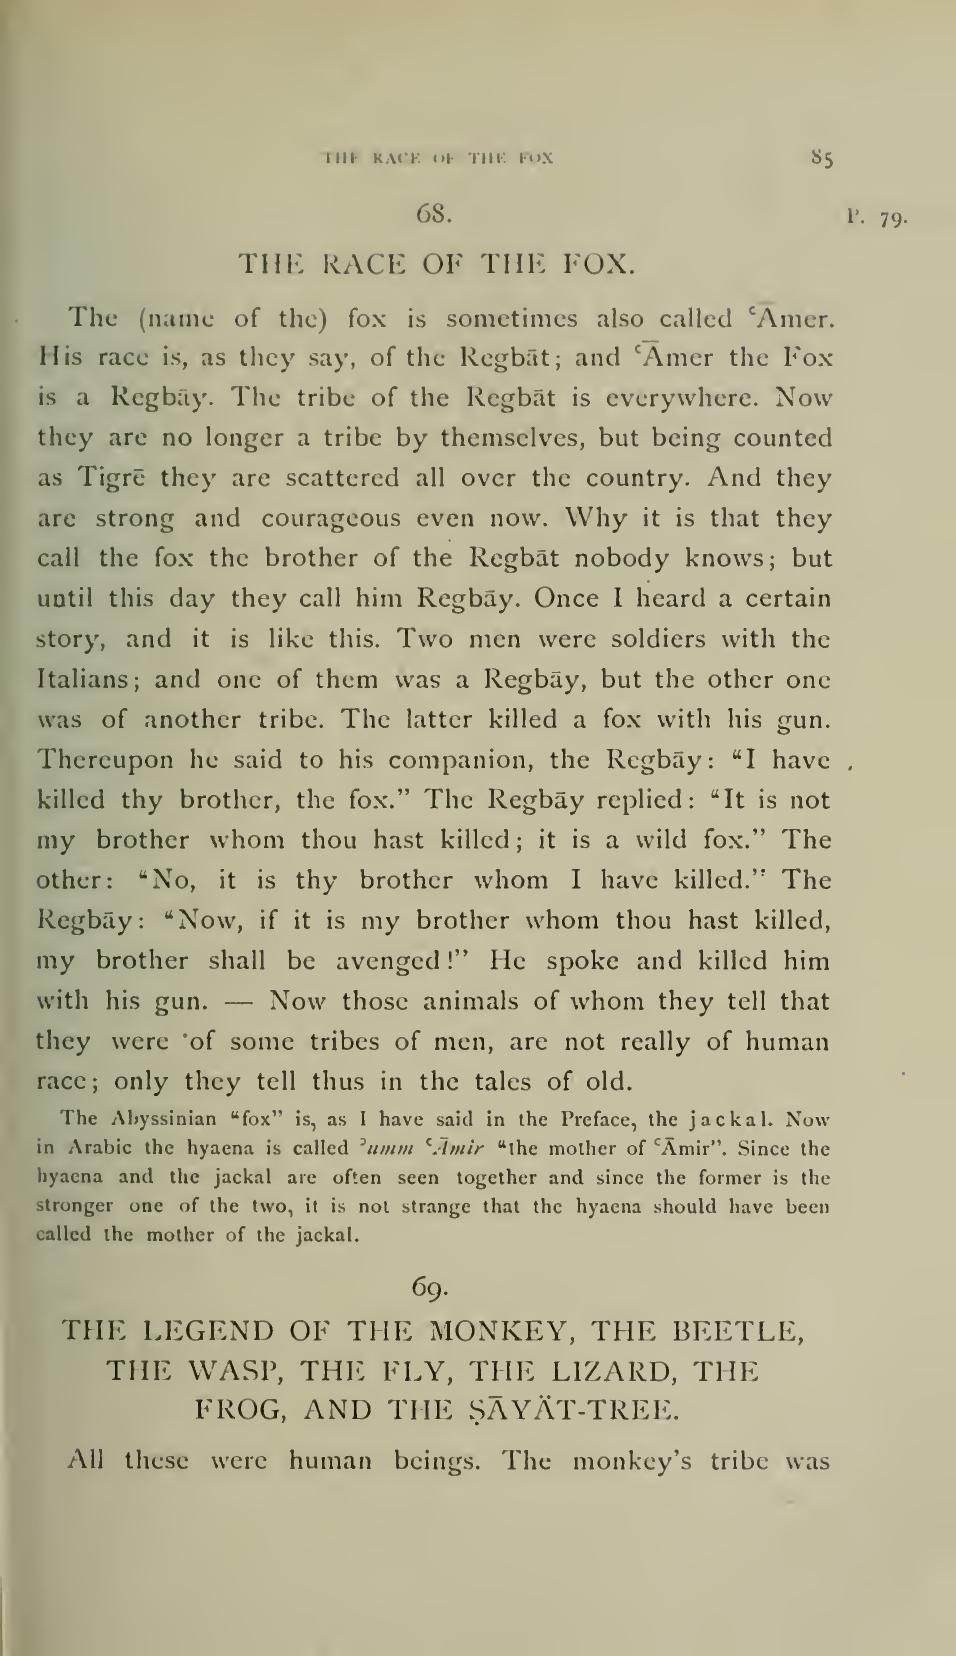 THE RACE OF THE FOX 85
68. P. 79.
THE RACE OF THE FOX.
The (name of the) fox is sometimes also called ʿĀmer.
His race is, as they say, of the Regbāt; and ʿĀmer the Fox
is a Regbāy. The tribe of the Regbāt is everywhere. Now
they are no longer a tribe by themselves, but being counted
as Tigrē they are scattered all over the country. And they
are strong and courageous even now. Why it is that they
call the fox the brother of the Regbāt nobody knows; but
until this day they call him Regbāy. Once I heard a certain
story, and it is like this. Two men were soldiers with the
Italians; and one of them was a Regbāy, but the other one
was of another tribe. The latter killed a fox with his gun.
Thereupon he said to his companion, the Regbāy: “I have
killed thy brother, the fox.” The Regbāy replied: “It is not
my brother whom thou hast killed; it is a wild fox.” The
other: “No, it is thy brother whom I have killed.” The
Regbāy: “Now, if it is my brother whom thou hast killed,
my brother shall be avenged!” He spoke and killed him
with his gun. — Now those animals of whom they tell that
they were of some tribes of men, are not really of human
race; only they tell thus in the tales of old.
The Abyssinian “fox” is, as I have said in the Preface, the jackal. Now
in Arabic the hyaena is called ʾumm ʿĀmir “the mother of ʿĀmir”. Since the
hyaena and the jackal are often seen together and since the former is the
stronger one of the two, it is not strange that the hyaena should have been
called the mother of the jackal.
69.
THE LEGEND OF THE MONKEY, THE BEETLE,
THE WASP, THE FLY, THE LIZARD, THE
FROG, AND THE ṢĀYÄT-TREE.
All these were human beings. The monkey’s tribe was